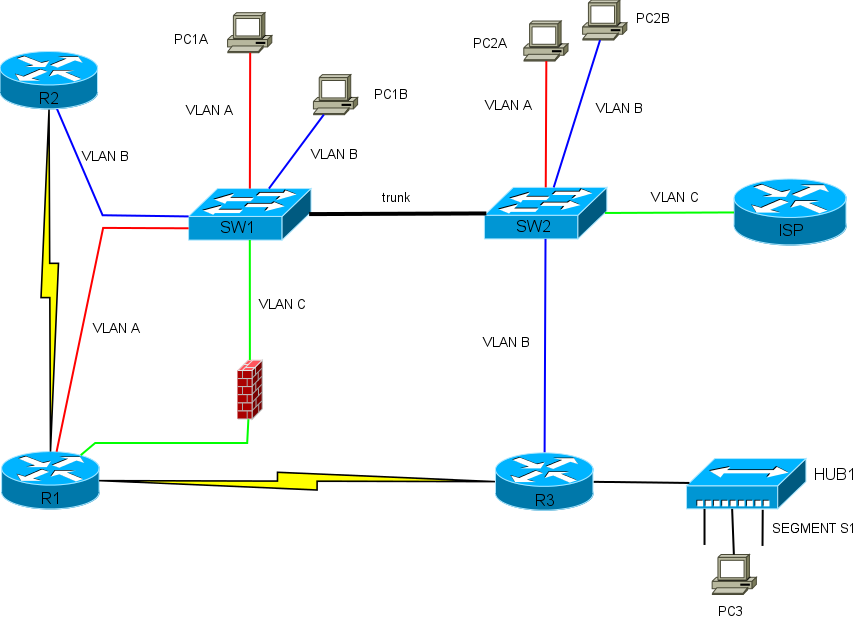 PC2B
PC1A
PC2A
R2
PC1B
VLAN A
VLAN A
VLAN B
VLAN B
VLAN B
trunk
VLAN C
SW1
SW2
ISP
VLAN C
VLAN A
VLAN B
HUB1
R1
R3
SEGMENT S1
PC3